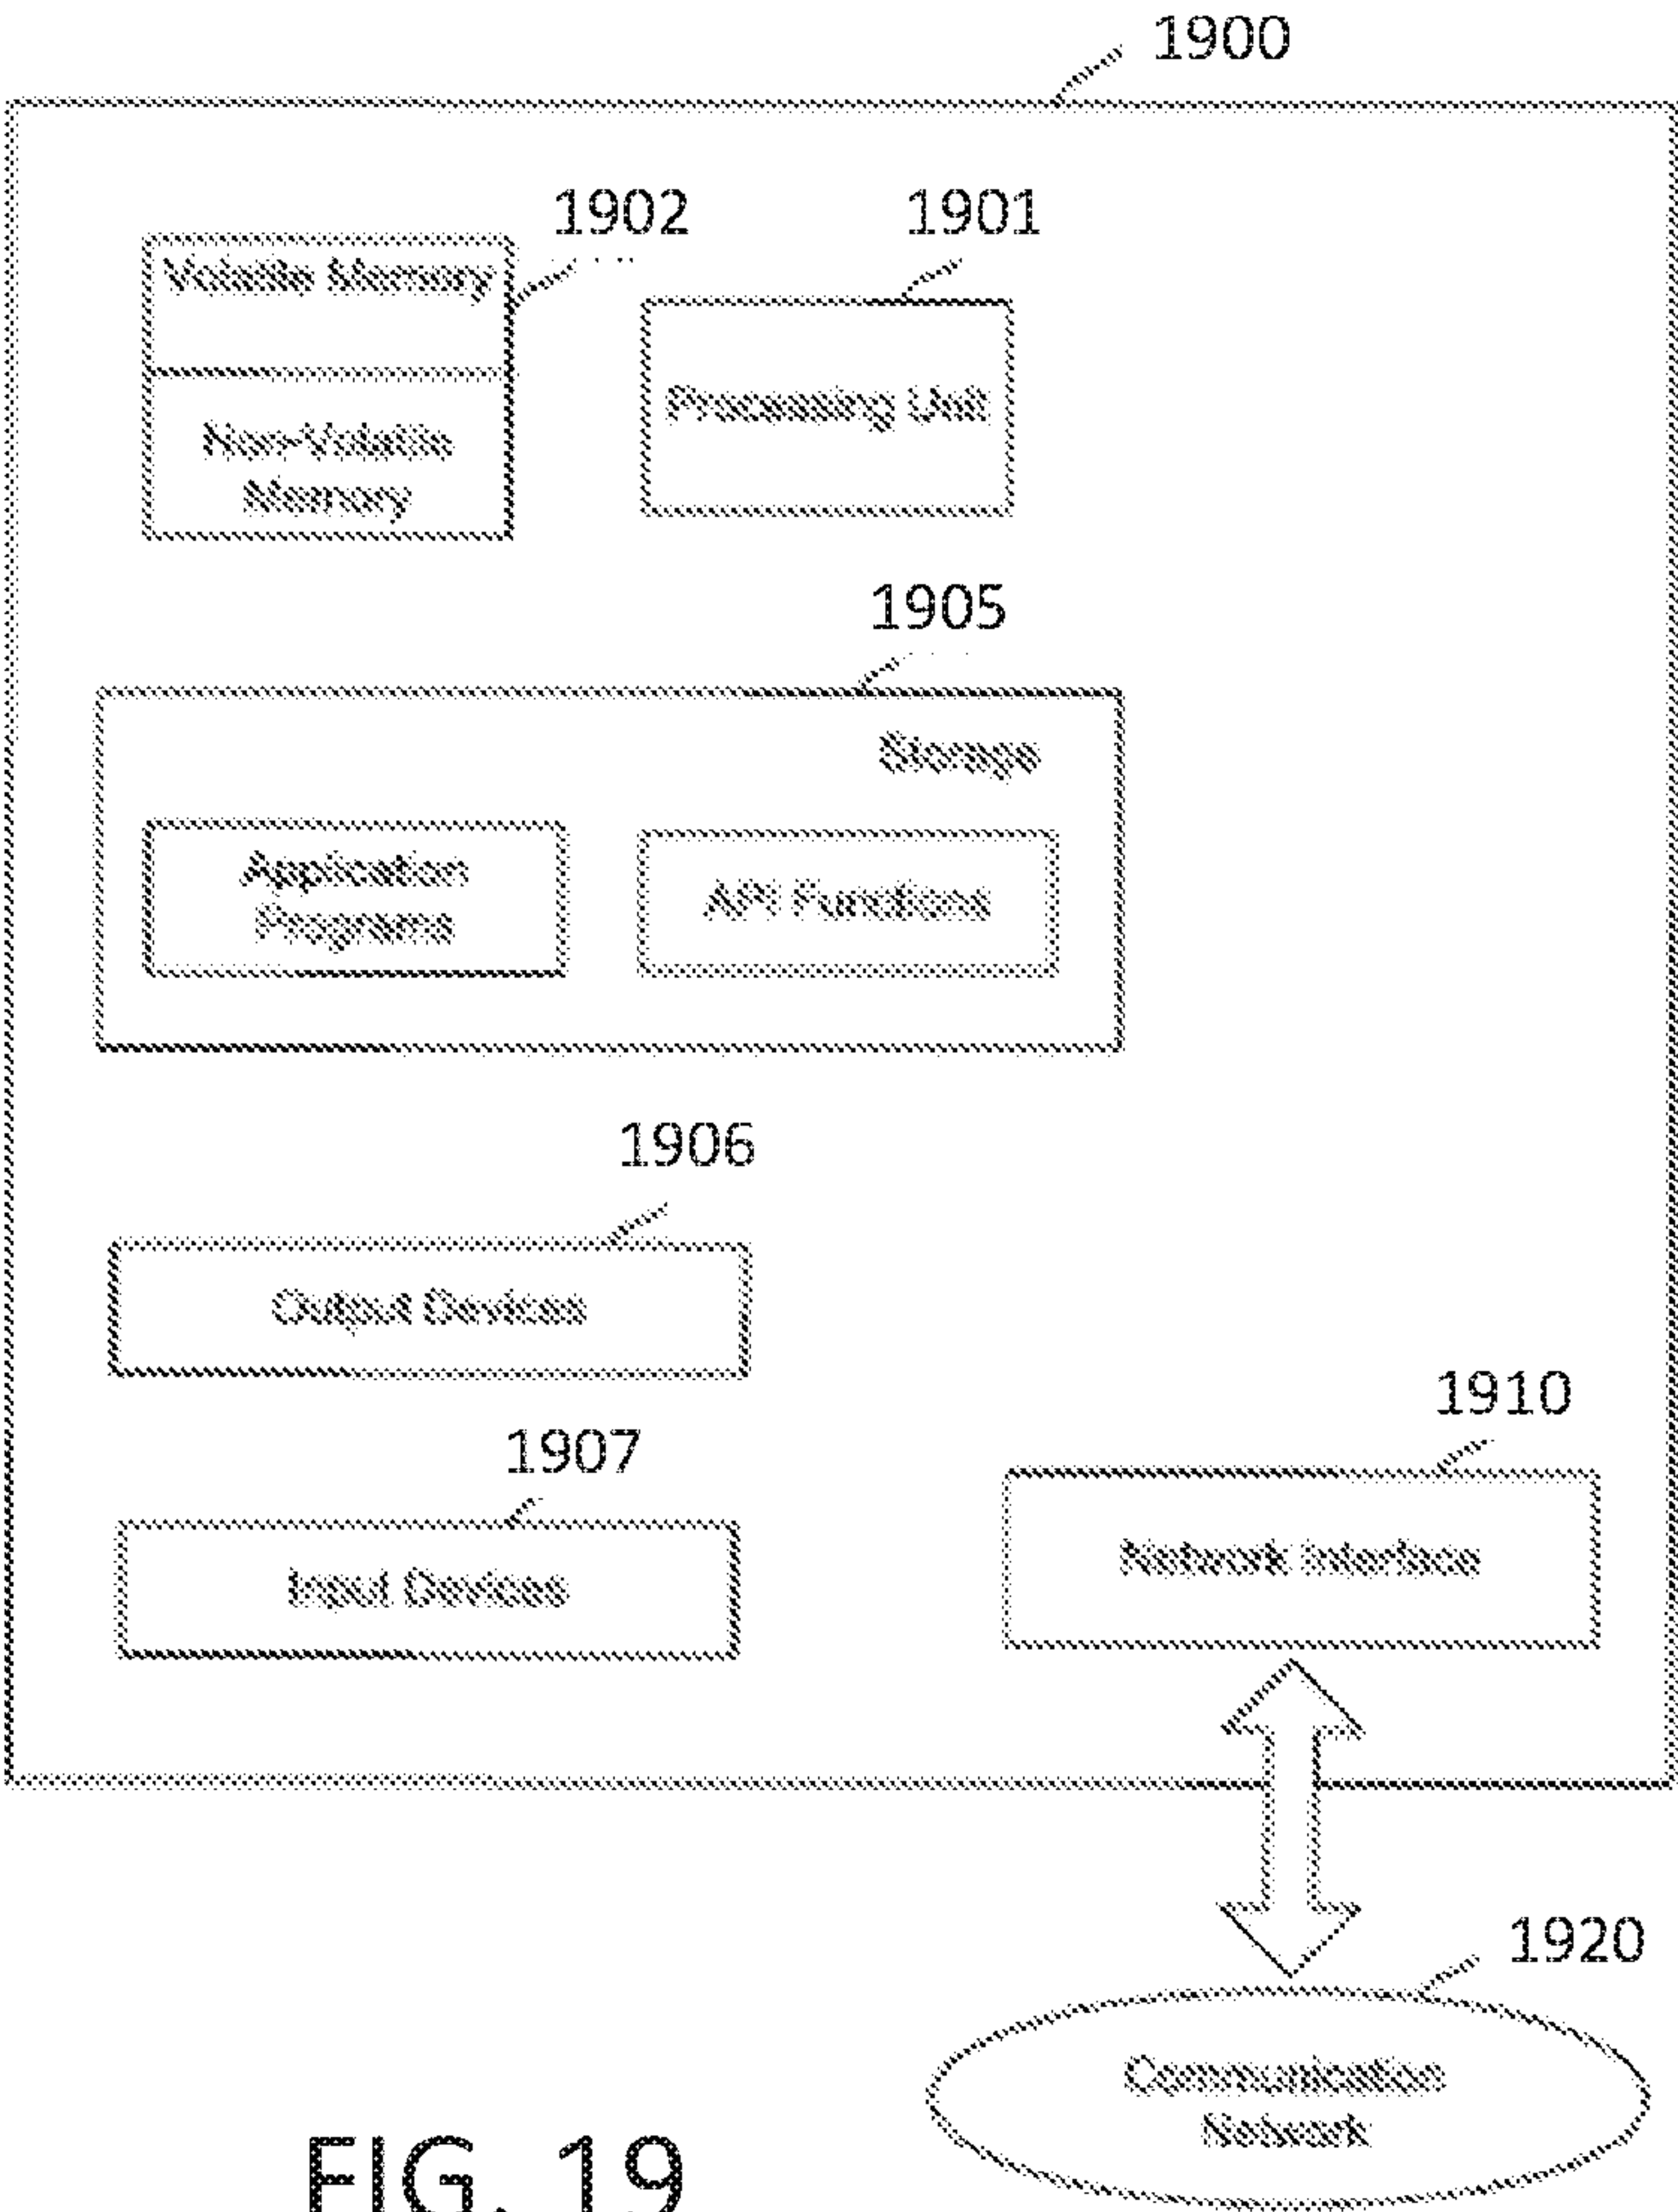 1900
1902
1901
Volatile Memory
Non-Volatile
Memory
Processing Unit
1905
Storage
Application
Programs
API Functions
1906
Output Devices
1907
Input Devices
1910
Network Interface
1920
Communication
Network
FIG. 19